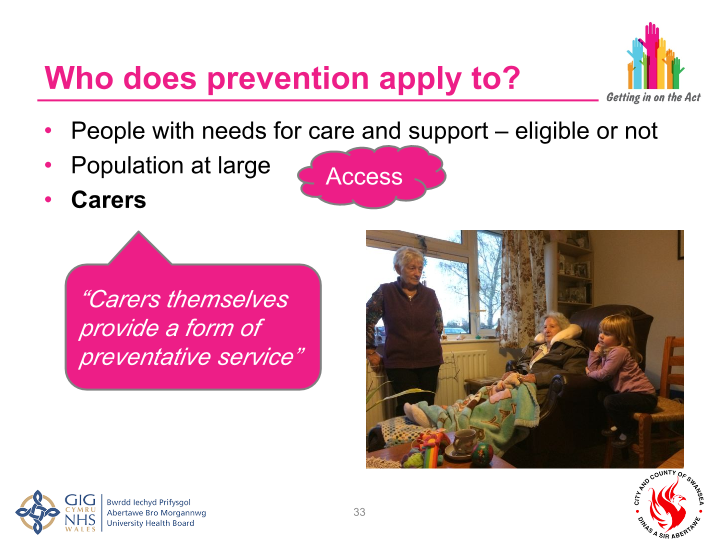 Who does prevention apply to?
Getting in on the Act
• People with needs for care and support – eligible or not
• Population at large
Access
• Carers
“Carers themselves
provide a form of
preventative service”
GIG
CYMRU
NHS
WALES
Bwrdd Iechyd Prifysgol
Abertawe Bro Morgannwg
University Health Board
33
CITY AND COUNTY OF SWANSEA
DINAS A SIR ABERTAWE